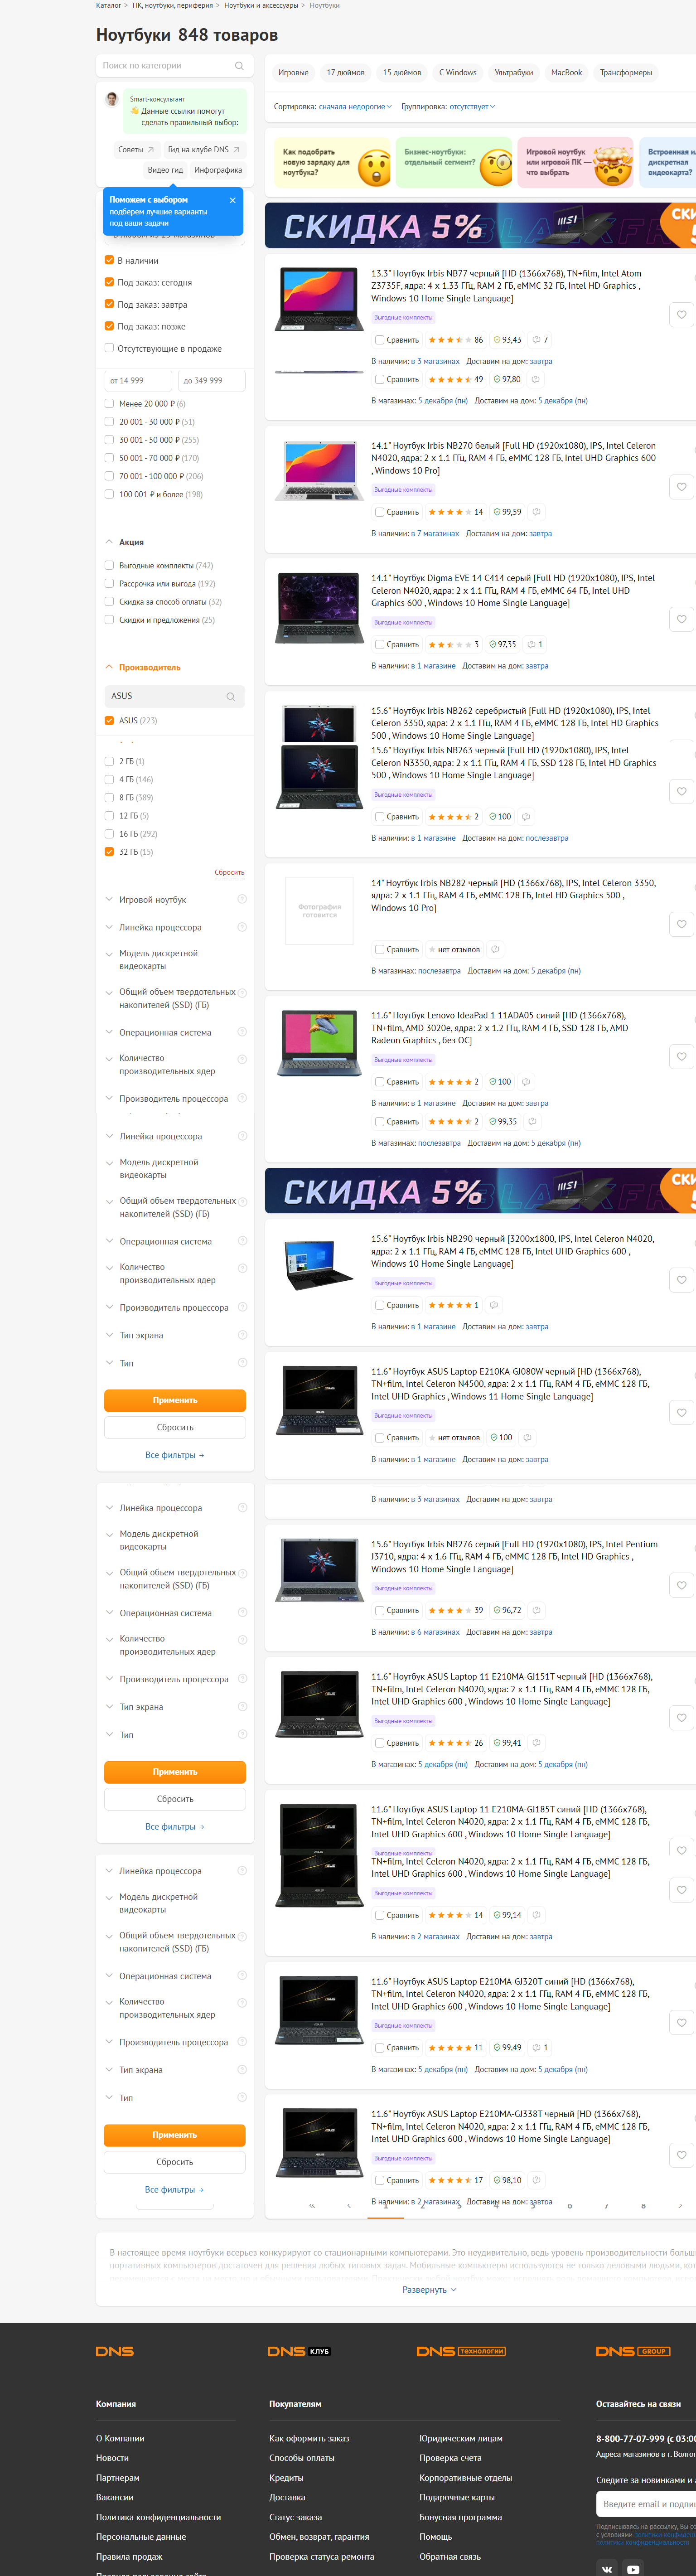 Каталог > ПК, ноутбуки, периферия > Ноутбуки и аксессуары > Ноутбуки
Ноутбуки 848 товаров
Поиск по категории
Smart-консультант
Данные ссылки помогут
сделать правильный выбор:
Советы
Гид на клубе DNS
Видео гид
Инфографика
Поможем с выбором
подберем лучшие варианты
под ваши задачи
В наличии
Под заказ: сегодня
Под заказ: завтра
Под заказ: позже
Отсутствующие в продаже
от 14 999
до 349 999
Менее 20 000 ₽ (6)
20 001 - 30 000 ₽ (51)
30 001 - 50 000 ₽ (255)
50 001 - 70 000 ₽ (170)
70 001 - 100 000 ₽ (206)
100 001 ₽ и более (198)
Акция
Выгодные комплекты (742)
Рассрочка или выгода (192)
Скидка за способ оплаты (32)
Скидки и предложения (25)
Производитель
ASUS
ASUS (223)
2 ГБ (1)
4 ГБ (146)
8 ГБ (389)
12 ГБ (5)
16 ГБ (292)
32 ГБ (15)
Сбросить
Игровой ноутбук
Линейка процессора
Модель дискретной
видеокарты
Общий объем твердотельных
накопителей (SSD) (ГБ)
Операционная система
Количество
производительных ядер
Производитель процессора
Линейка процессора
Модель дискретной
видеокарты
Общий объем твердотельных
накопителей (SSD) (ГБ)
Операционная система
Количество
производительных ядер
Производитель процессора
Тип экрана
Тип
Применить
Сбросить
Все фильтры
Линейка процессора
Модель дискретной
видеокарты
Общий объем твердотельных
накопителей (SSD) (ГБ)
Операционная система
Количество
производительных ядер
Производитель процессора
Тип экрана
Тип
Применить
Сбросить
Все фильтры
Линейка процессора
Модель дискретной
видеокарты
Общий объем твердотельных
накопителей (SSD) (ГБ)
Операционная система
Количество
производительных ядер
Производитель процессора
Тип экрана
Тип
Применить
Сбросить
Все фильтры
Игровые 17 дюймов 15 дюймов С Windows Ультрабуки MacBook Трансформеры
Сортировка: сначала недорогие Группировка: отсутствует
Как подобрать
новую зарядку для
ноутбука?
Бизнес-ноутбуки:
отдельный сегмент?
Игровой ноутбук
или игровой ПК —
что выбрать
Встроенная
дискретная
видеокарта?
СКИДКА 5%
13.3" Ноутбук Irbis NB77 черный [HD (1366x768), TN+film, Intel Atom
Z3735F, ядра: 4 х 1.33 ГГц, RAM 2 ГБ, eMMC 32 ГБ, Intel HD Graphics ,
Windows 10 Home Single Language]
Выгодные комплекты
Сравнить 86 93,43 7
В наличии: в 3 магазинах Доставим на дом: завтра
Сравнить 49 97,80
В магазинах: 5 декабря (пн) Доставим на дом: 5 декабря (пн)
14.1" Ноутбук Irbis NB270 белый [Full HD (1920x1080), IPS, Intel Celeron
N4020, ядра: 2 х 1.1 ГГц, RAM 4 ГБ, eMMC 128 ГБ, Intel UHD Graphics 600
, Windows 10 Pro]
Выгодные комплекты
Сравнить 14 99,59
В наличии: в 7 магазинах Доставим на дом: завтра
14.1" Ноутбук Digma EVE 14 C414 серый [Full HD (1920x1080), IPS, Intel
Celeron N4020, ядра: 2 х 1.1 ГГц, RAM 4 ГБ, eMMC 64 ГБ, Intel UHD
Graphics 600 , Windows 10 Home Single Language]
Выгодные комплекты
Сравнить 3 97,35 1
В наличии: в 1 магазине Доставим на дом: завтра
15.6" Ноутбук Irbis NB262 серебристый [Full HD (1920x1080), IPS, Intel
Celeron 3350, ядра: 2 х 1.1 ГГц, RAM 4 ГБ, eMMC 128 ГБ, Intel HD Graphics
500 , Windows 10 Home Single Language]
15.6" Ноутбук Irbis NB263 черный [Full HD (1920x1080), IPS, Intel
Celeron N3350, ядра: 2 х 1.1 ГГц, RAM 4 ГБ, SSD 128 ГБ, Intel HD Graphics
500 , Windows 10 Home Single Language]
Выгодные комплекты
Сравнить 2 100
В наличии: в 1 магазине Доставим на дом: послезавтра
Фотография
готовится
14" Ноутбук Irbis NB282 черный [HD (1366x768), IPS, Intel Celeron 3350,
ядра: 2 х 1.1 ГГц, RAM 4 ГБ, eMMC 128 ГБ, Intel HD Graphics 500 ,
Windows 10 Pro]
Сравнить нет отзывов
В магазинах: послезавтра Доставим на дом: 5 декабря (пн)
11.6" Ноутбук Lenovo IdeaPad 1 11ADA05 синий [HD (1366x768),
TN+film, AMD 3020e, ядра: 2 х 1.2 ГГц, RAM 4 ГБ, SSD 128 ГБ, AMD
Radeon Graphics , без ОС]
Выгодные комплекты
Сравнить 2 100
В наличии: в 1 магазине Доставим на дом: завтра
Сравнить 2 99,35
В магазинах: послезавтра Доставим на дом: 5 декабря (пн)
СКИДКА 5%
15.6" Ноутбук Irbis NB290 черный [3200x1800, IPS, Intel Celeron N4020,
ядра: 2 х 1.1 ГГц, RAM 4 ГБ, eMMC 128 ГБ, Intel UHD Graphics 600 ,
Windows 10 Home Single Language]
Выгодные комплекты
Сравнить 1
В наличии: в 1 магазине Доставим на дом: завтра
11.6" Ноутбук ASUS Laptop E210KA-GJ080W черный [HD (1366x768),
TN+film, Intel Celeron N4500, ядра: 2 х 1.1 ГГц, RAM 4 ГБ, eMMC 128 ГБ,
Intel UHD Graphics , Windows 11 Home Single Language]
Выгодные комплекты
Сравнить нет отзывов 100
В наличии: в 1 магазине Доставим на дом: завтра
В наличии: в 3 магазинах Доставим на дом: завтра
15.6" Ноутбук Irbis NB276 серый [Full HD (1920x1080), IPS, Intel Pentium
J3710, ядра: 4 х 1.6 ГГц, RAM 4 ГБ, eMMC 128 ГБ, Intel HD Graphics ,
Windows 10 Home Single Language]
Выгодные комплекты
Сравнить 39 96,72
В наличии: в 6 магазинах Доставим на дом: завтра
11.6" Ноутбук ASUS Laptop 11 E210MA-GJ151T черный [HD (1366x768),
TN+film, Intel Celeron N4020, ядра: 2 х 1.1 ГГц, RAM 4 ГБ, eMMC 128 ГБ,
Intel UHD Graphics 600 , Windows 10 Home Single Language]
Выгодные комплекты
Сравнить 26 99,41
В магазинах: 5 декабря (пн) Доставим на дом: 5 декабря (пн)
11.6" Ноутбук ASUS Laptop 11 E210MA-GJ185T синий [HD (1366x768),
TN+film, Intel Celeron N4020, ядра: 2 х 1.1 ГГц, RAM 4 ГБ, eMMC 128 ГБ,
Intel UHD Graphics 600 , Windows 10 Home Single Language]
Выгодные комплекты
TN+film, Intel Celeron N4020, ядра: 2 х 1.1 ГГц, RAM 4 ГБ, eMMC 128 ГБ,
Intel UHD Graphics 600 , Windows 10 Home Single Language]
Выгодные комплекты
Сравнить 14 99,14
В наличии: в 2 магазинах Доставим на дом: завтра
11.6" Ноутбук ASUS Laptop E210MA-GJ320T синий [HD (1366x768),
TN+film, Intel Celeron N4020, ядра: 2 х 1.1 ГГц, RAM 4 ГБ, eMMC 128 ГБ,
Intel UHD Graphics 600 , Windows 10 Home Single Language]
Выгодные комплекты
Сравнить 11 99,49 1
В магазинах: 5 декабря (пн) Доставим на дом: 5 декабря (пн)
11.6" Ноутбук ASUS Laptop E210MA-GJ338T черный [HD (1366x768),
TN+film, Intel Celeron N4020, ядра: 2 х 1.1 ГГц, RAM 4 ГБ, eMMC 128 ГБ,
Intel UHD Graphics 600 , Windows 10 Home Single Language]
Выгодные комплекты
Сравнить 17 98,10
В наличии: в 2 магазинах Доставим на дом: завтра
В настоящее время ноутбуки всерьез конкурируют со стационарными компьютерами. Это неудивительно, ведь уровень производительности
портативных компьютеров достаточен для решения любых типовых задач. Мобильные компьютеры используются не только деловыми людьми,
Развернуть
DNS
DNS КЛУБ
DNS ТЕХНОЛОГИИ
DNS GROUP
Компания
О Компании
Новости
Партнерам
Вакансии
Политика конфиденциальности
Персональные данные
Правила продаж
Покупателям
Как оформить заказ
Способы оплаты
Кредиты
Доставка
Статус заказа
Обмен, возврат, гарантия
Проверка статуса ремонта
Юридическим лицам
Проверка счета
Корпоративные отделы
Подарочные карты
Бонусная программа
Помощь
Обратная связь
Оставайтесь на связи
8-800-77-07-999 (c 03:00
Адреса магазинов в г.
Следите за новинками и
Введите email и
Подписываясь на рассылку, Вы
с условиями политики
политики конфиденциальности